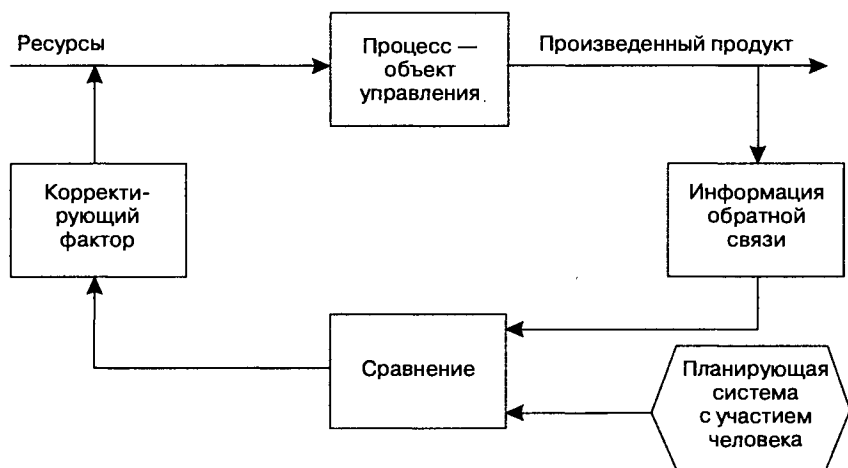 Ресурсы
Процесс —
объект
управления
Произведенный продукт
Корректи-
рующий
фактор
Информация
обратной
связи
Сравнение
Планирующая
система
с участием
человека